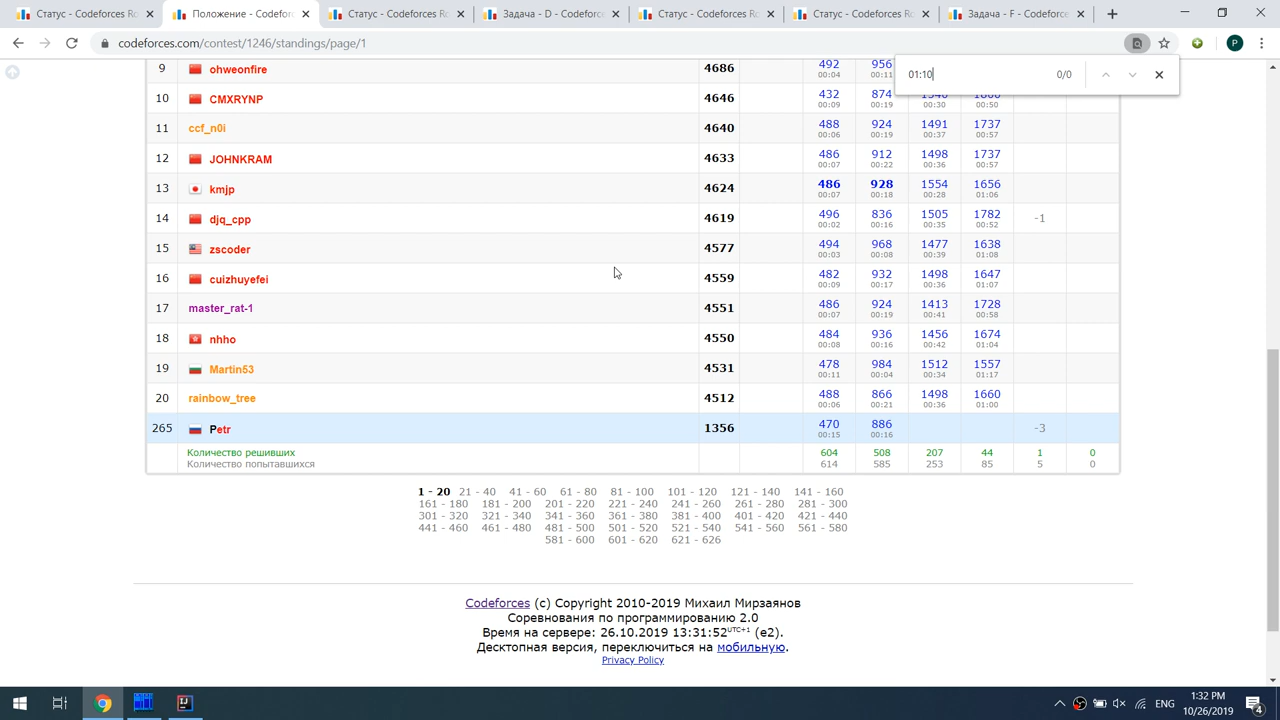 Статус - Codeforces Ro
Положение - Codeforces
Статус - Codeforces Ro
Задача - D - Codeforces
Статус - Codeforces Ro
Статус - Codeforces Ro
Задача - F - Codeforces
codeforces.com/contest/1246/standings/page/1
P
01:10 0/0
9 ohweonfire 4686 492 956
00:04 00:11
10 CMXRYNP 4646 432 874
00:09 00:19 00:30 00:50
11 ccf_n0i 4640 488 924 1491 1737
00:06 00:19 00:37 00:57
12 JOHNKRAM 4633 486 912 1498 1737
00:07 00:22 00:36 00:57
13 kmjp 4624 486 928 1554 1656
00:07 00:18 00:28 01:06
14 djq_cpp 4619 496 836 1505 1782 -1
00:02 00:16 00:35 00:52
15 zscoder 4577 494 968 1477 1638
00:03 00:08 00:39 01:08
16 cuizhuyefei 4559 482 932 1498 1647
00:09 00:17 00:36 01:07
17 master_rat-1 4551 486 924 1413 1728
00:07 00:19 00:41 00:58
18 nhho 4550 484 936 1456 1674
00:08 00:16 00:42 01:04
19 Martin53 4531 478 984 1512 1557
00:11 00:04 00:34 01:17
20 rainbow_tree 4512 488 866 1498 1660
00:06 00:21 00:36 01:00
265 Petr 1356 470 886 -3
00:15 00:16
Количество решивших 604 508 207 44 1 0
Количество попытавшихся 614 585 253 85 5 0
1 - 20 21 - 40 41 - 60 61 - 80 81 - 100 101 - 120 121 - 140 141 - 160
161 - 180 181 - 200 201 - 220 221 - 240 241 - 260 261 - 280 281 - 300
301 - 320 321 - 340 341 - 360 361 - 380 381 - 400 401 - 420 421 - 440
441 - 460 461 - 480 481 - 500 501 - 520 521 - 540 541 - 560 561 - 580
581 - 600 601 - 620 621 - 626
Codeforces (c) Copyright 2010-2019 Михаил Мирзаянов
Соревнования по программированию 2.0
Время на сервере: 26.10.2019 13:31:52UTC+1 (e2).
Десктопная версия, переключиться на мобильную.
Privacy Policy
1:32 PM
10/26/2019
4